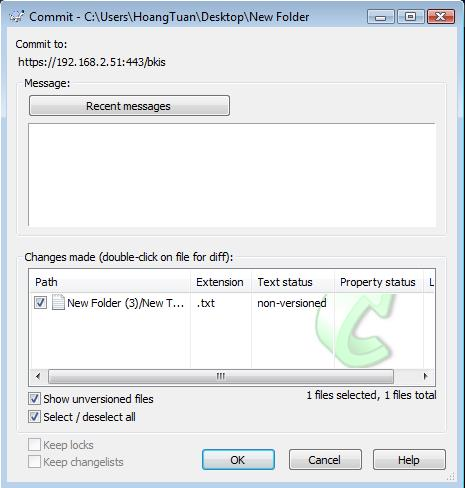 Commit - C:\Users\HoangTuan\Desktop\New Folder
Commit to:
https://192.168.2.51:443/bkis
Message:
Recent messages
Changes made (double-click on file for diff):
Path Extension Text status Property status L
New Folder (3)/New T... .txt non-versioned
Show unversioned files
1 files selected, 1 files total
Select / deselect all
Keep locks
Keep changelists
OK Cancel Help